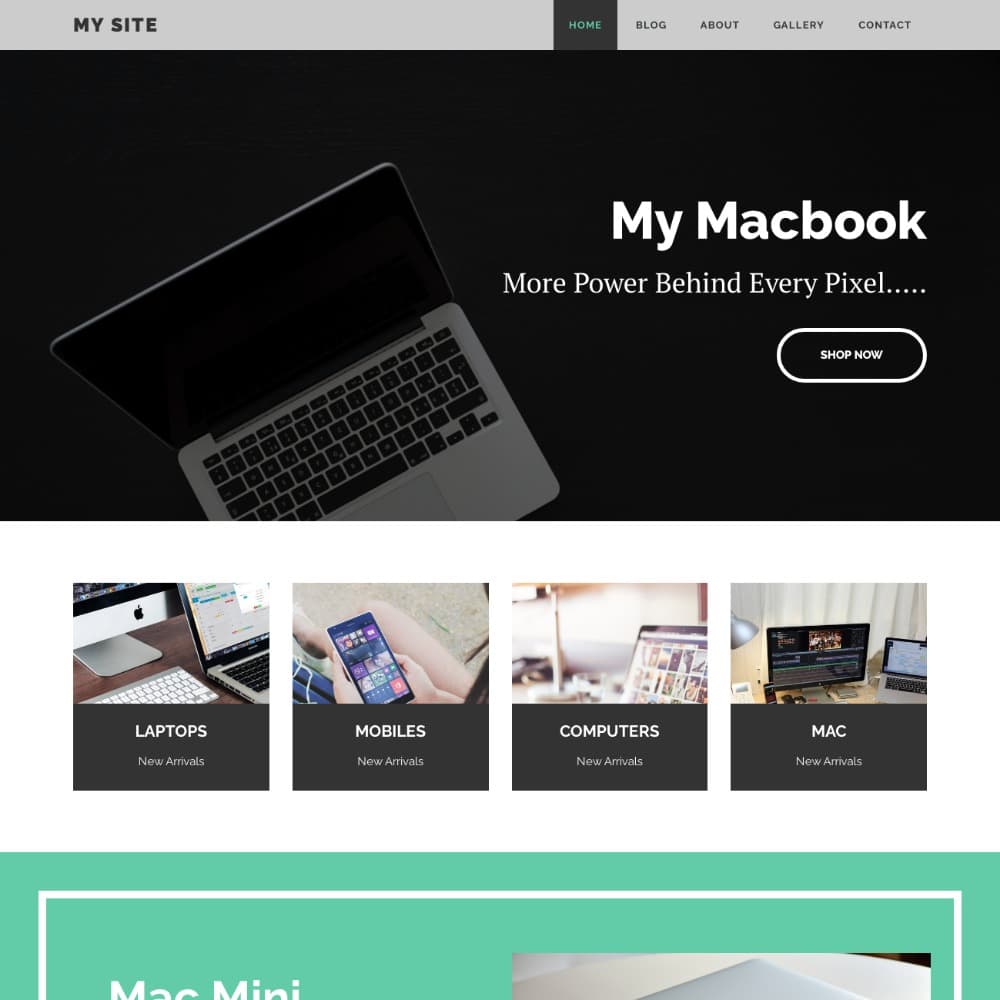 MY SITE
HOME BLOG ABOUT GALLERY CONTACT
My Macbook
More Power Behind Every Pixel.....
SHOP NOW
LAPTOPS
New Arrivals
MOBILES
New Arrivals
COMPUTERS
New Arrivals
MAC
New Arrivals
Mac Mini